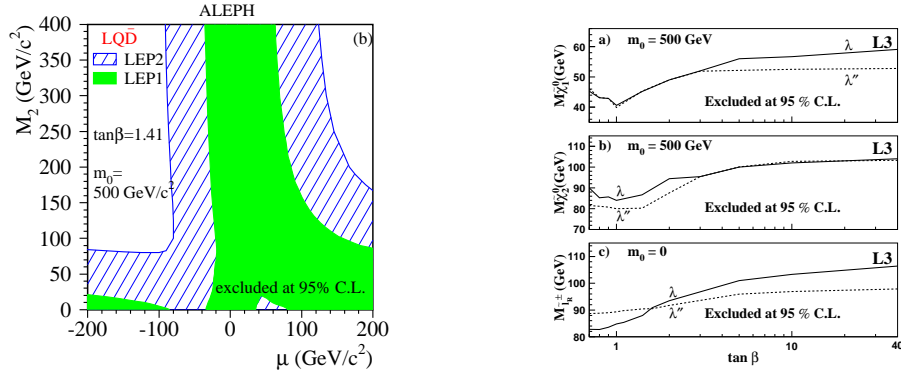 ALEPH
M₂ (GeV/c²)
400
350
300
250
200
150
100
50
0
LQD̄
(b)
LEP2
LEP1
tanβ=1.41
m₀=
500 GeV/c²
excluded at 95% C.L.
-200 -100 0 100 200
μ (GeV/c²)
a) m₀ = 500 GeV λ L3
Mχ̃⁰₁(GeV)
60
50
40
λ″
Excluded at 95 % C.L.
b) m₀ = 500 GeV L3
Mχ̃⁰₂(GeV)
110
100
90
80
70
λ
λ″
Excluded at 95 % C.L.
c) m₀ = 0 L3
M l̃±R (GeV)
110
100
90
80
λ
λ″
Excluded at 95 % C.L.
1 10 40
tan β